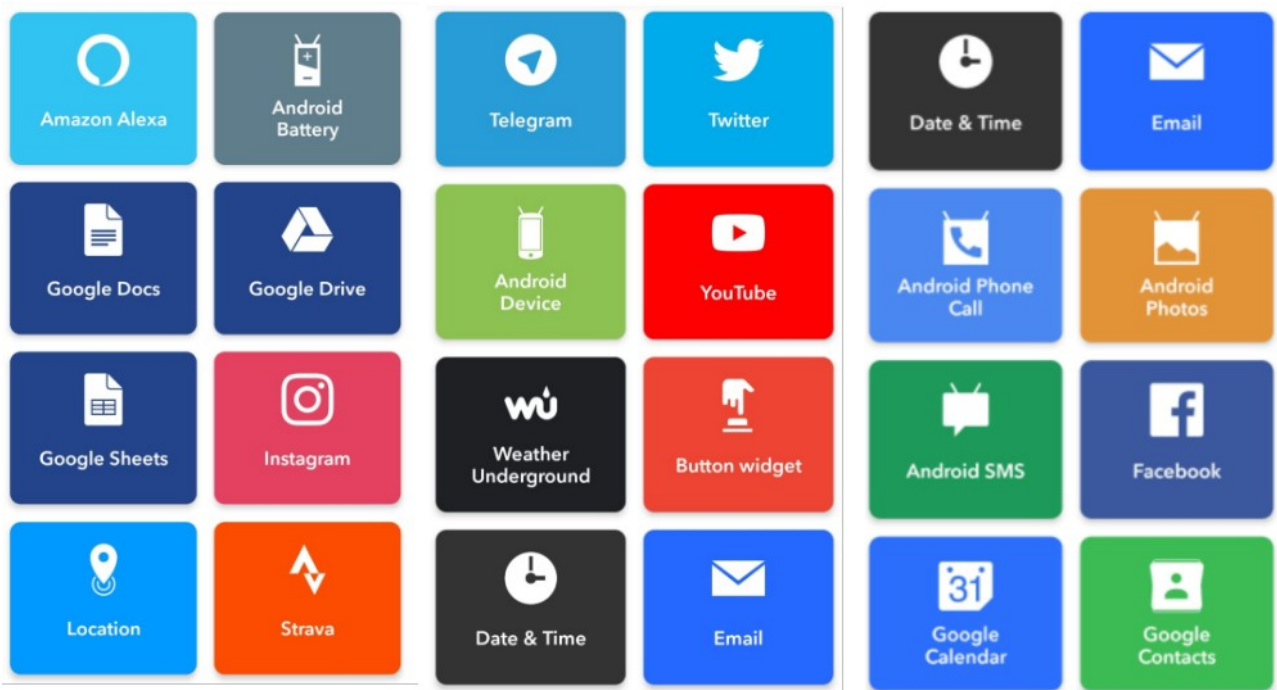 Amazon Alexa
Android
Battery
Google Docs
Google Drive
Google Sheets
Instagram
Location
Strava
Telegram
Twitter
Android
Device
YouTube
wu
Weather
Underground
Button widget
Date & Time
Email
Date & Time
Email
Android Phone
Call
Android
Photos
Android SMS
Facebook
31
Google
Calendar
Google
Contacts